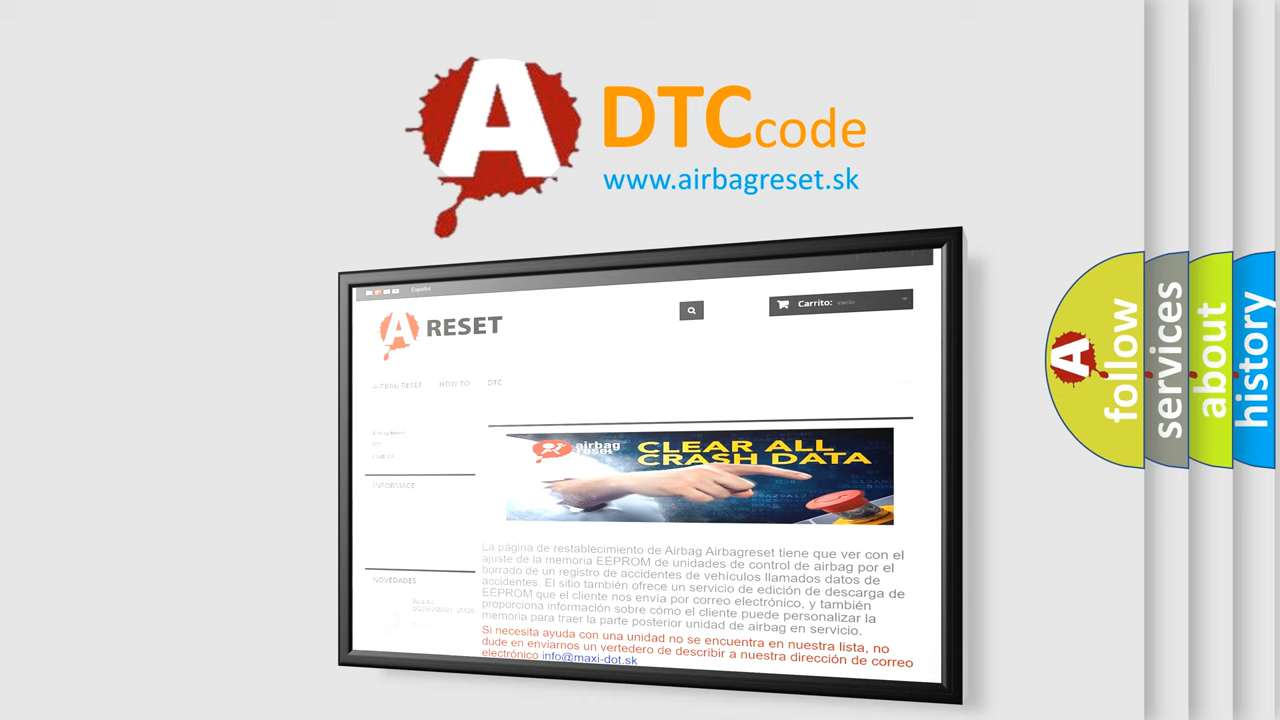 A
DTCcode
www.airbagreset.sk
Español
A RESET
Carrito: vacío
AIRBAG RESET HOW TO DTC
INFORMACE
airbag
reset
CLEAR ALL
CRASH DATA
La página de restablecimiento de Airbag Airbagreset tiene que ver con el
ajuste de la memoria EEPROM de unidades de control de airbag por el
borrado de un registro de accidentes de vehículos llamados datos de
accidentes. El sitio también ofrece un servicio de edición de descarga de
EEPROM que el cliente nos envía por correo electrónico, y también
proporciona información sobre cómo el cliente puede personalizar la
memoria para traer la parte posterior unidad de airbag en servicio.
Si necesita ayuda con una unidad no se encuentra en nuestra lista, no
dude en enviarnos un vertedero de describir a nuestra dirección de correo
electrónico info@maxi-dot.sk
NOVEDADES
A
follow
services
about
history